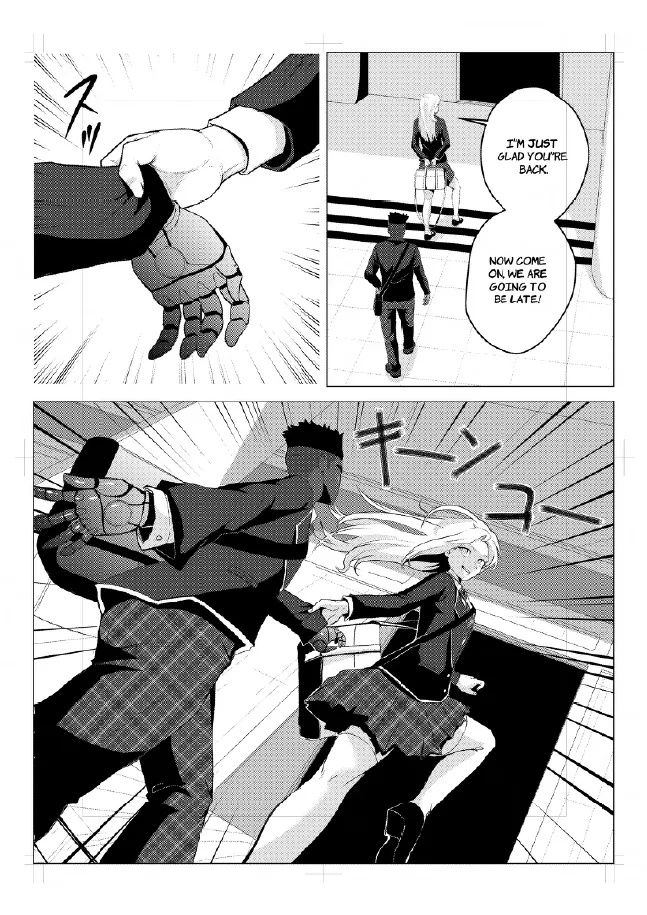 I'M JUST
GLAD YOU'RE
BACK.
NOW COME
ON, WE ARE
GOING TO
BE LATE!
スッ
キーン
コー